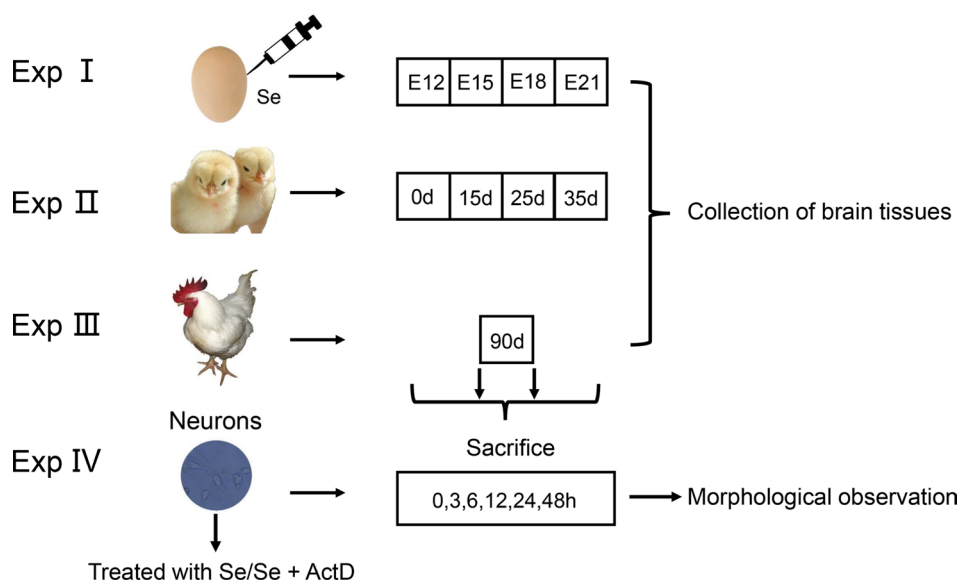 Exp Ⅰ
Se
E12 E15 E18 E21
Exp Ⅱ
0d 15d 25d 35d
Collection of brain tissues
Exp Ⅲ
90d
Neurons
Sacrifice
Exp Ⅳ
0,3,6,12,24,48h
Morphological observation
Treated with Se/Se + ActD